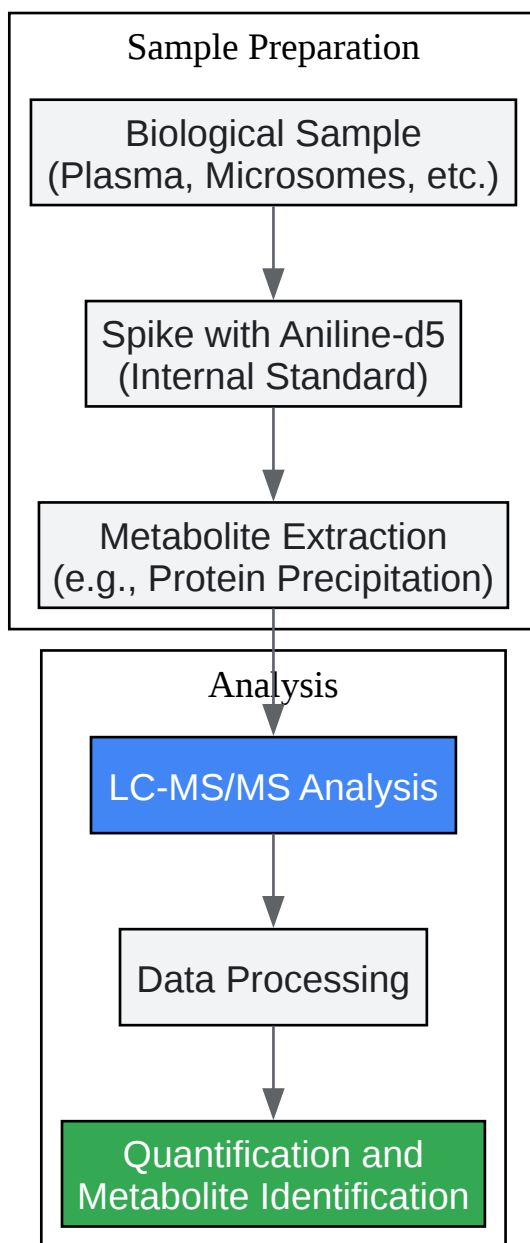 Sample Preparation
Biological Sample
(Plasma, Microsomes, etc.)
Spike with Aniline-d5
(Internal Standard)
Metabolite Extraction
(e.g., Protein Precipitation)
Analysis
LC-MS/MS Analysis
Data Processing
Quantification and
Metabolite Identification